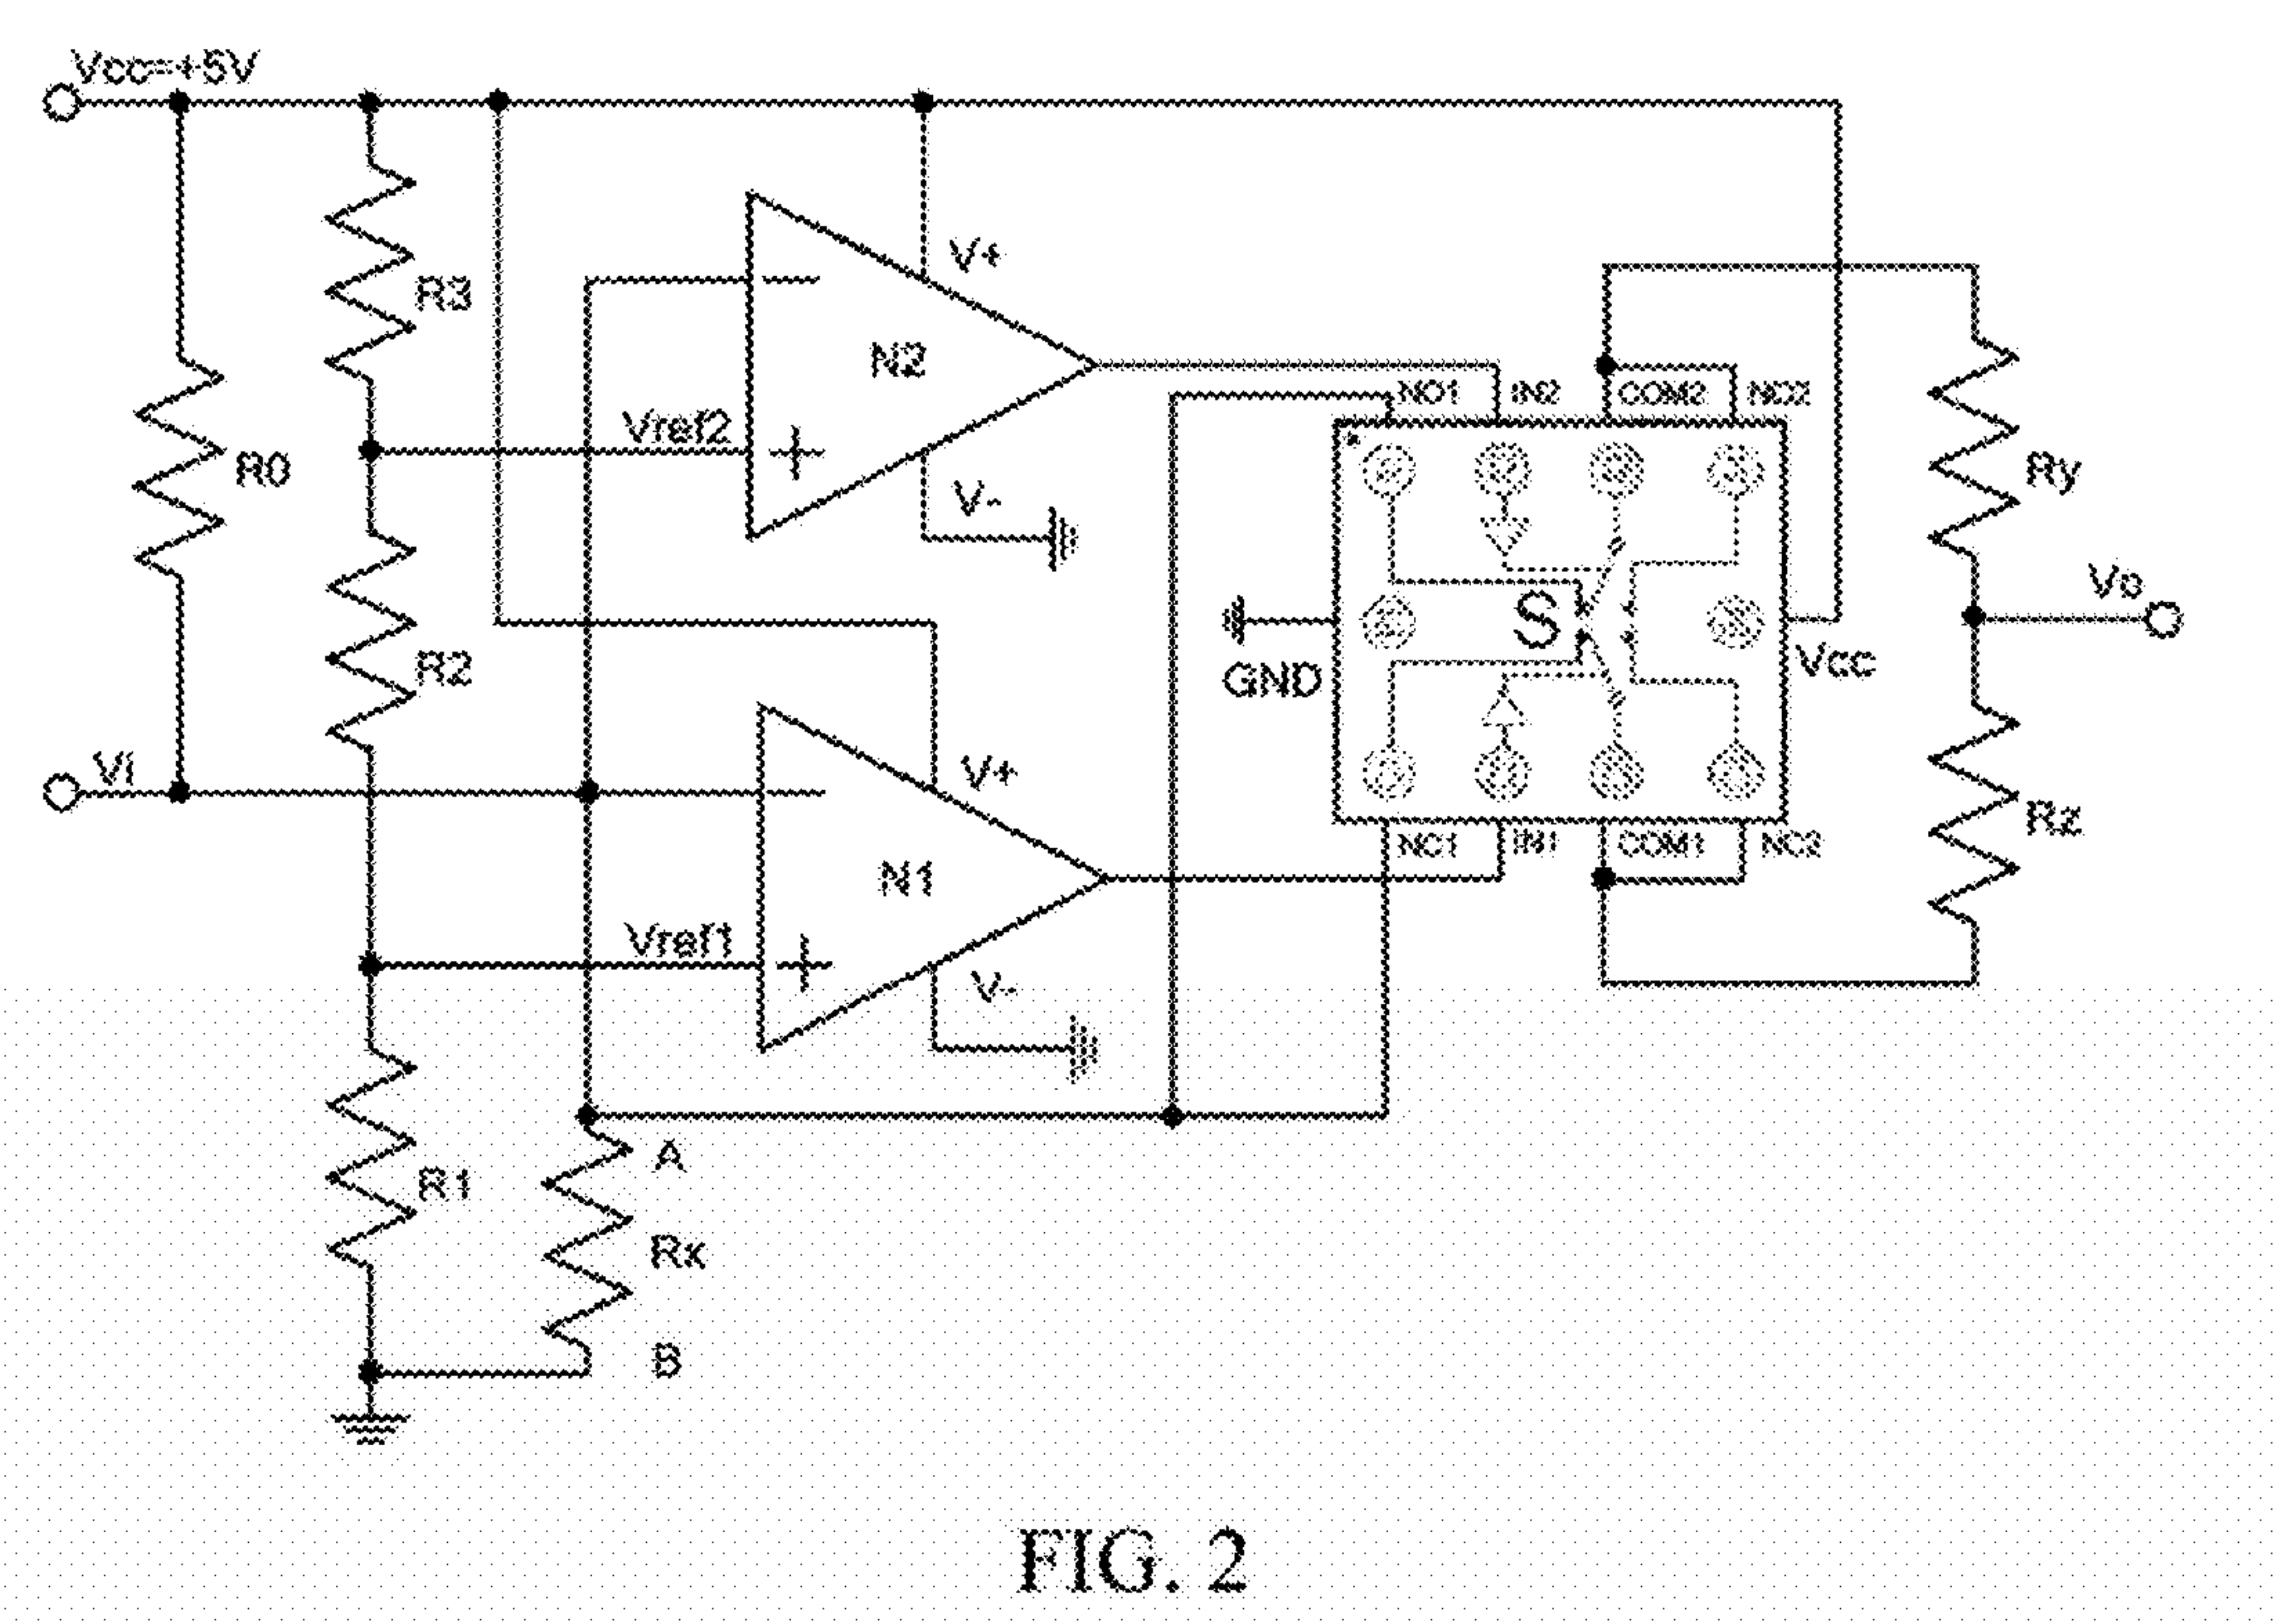 Vcc=+5V
V+
R3
N2
Vref2
NO1 IN2 COM2 NO2
R0
V-
Ry
S
Vo
R2
GND
Vcc
Vi
V+
Rz
NC1 IN1 COM1 NC2
N1
Vref1
V-
A
R1
Rx
B
FIG. 2